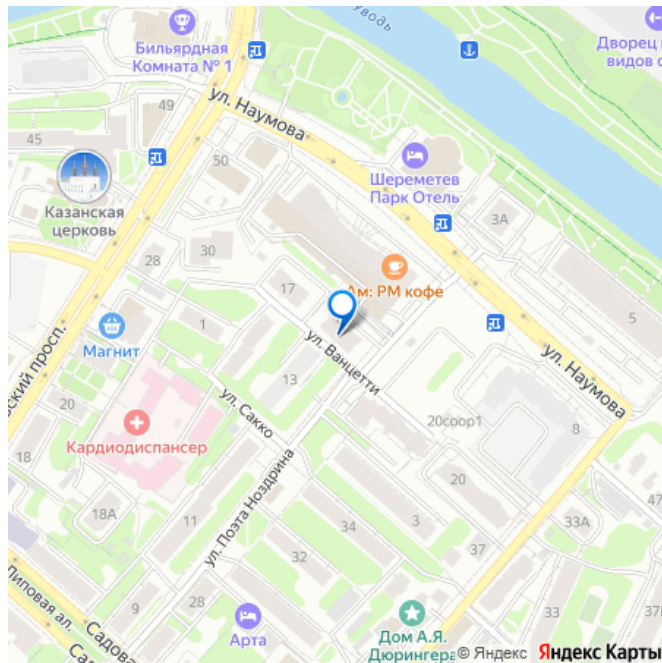 Уводь
Бильярдная
Комната № 1
Дворец
видов с
ул. Наумова
49
45
50
Шереметев
Парк Отель
3А
Казанская
церковь
28
30
17
Ам: РМ кофе
5
Магнит
1
ул. Ванцетти
ул. Наумова
ский просп.
20
13
ул. Сакко
20соор1
8
Кардиодиспансер
18
18А
11
ул. Поэта Ноздрина
20
3
34
37
33А
32
9
28
33
Липовая ал.
Садова
Са
Арта
Дом А.Я.
Дюрингера
© Яндекс Яндекс Карты